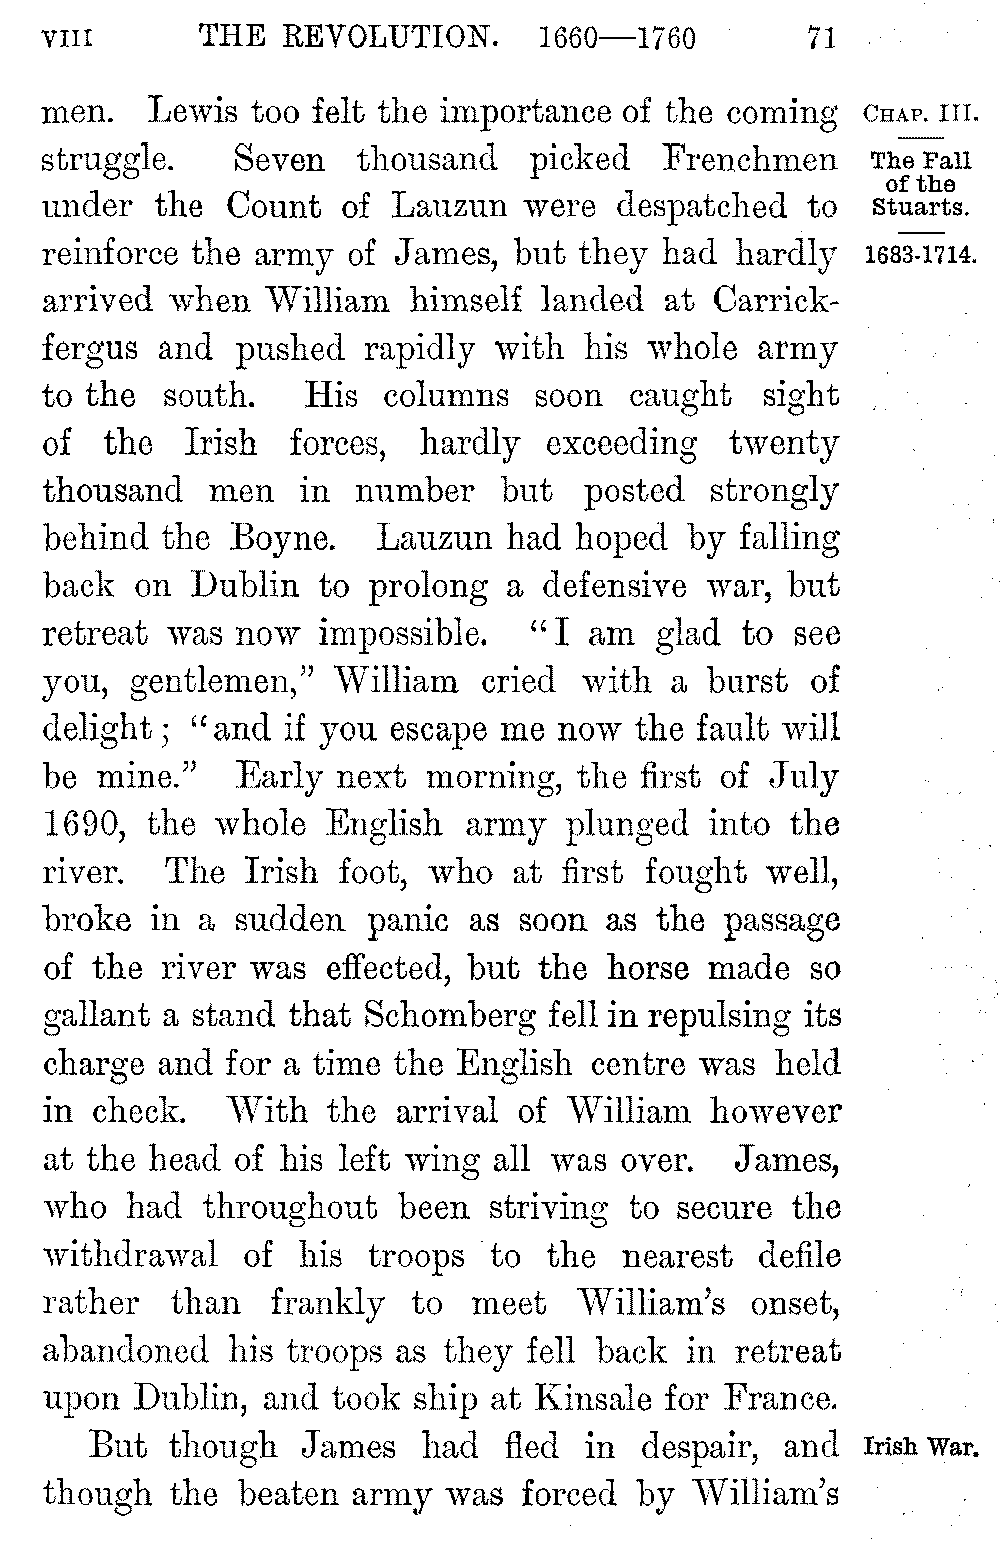 VIII THE REVOLUTION. 1660—1760 71
men. Lewis too felt the importance of the coming
struggle. Seven thousand picked Frenchmen
under the Count of Lauzun were despatched to
reinforce the army of James, but they had hardly
arrived when William himself landed at Carrick-
fergus and pushed rapidly with his whole army
to the south. His columns soon caught sight
of the Irish forces, hardly exceeding twenty
thousand men in number but posted strongly
behind the Boyne. Lauzun had hoped by falling
back on Dublin to prolong a defensive war, but
retreat was now impossible. "I am glad to see
you, gentlemen," William cried with a burst of
delight; "and if you escape me now the fault will
be mine." Early next morning, the first of July
1690, the whole English army plunged into the
river. The Irish foot, who at first fought well,
broke in a sudden panic as soon as the passage
of the river was effected, but the horse made so
gallant a stand that Schomberg fell in repulsing its
charge and for a time the English centre was held
in check. With the arrival of William however
at the head of his left wing all was over. James,
who had throughout been striving to secure the
withdrawal of his troops to the nearest defile
rather than frankly to meet William's onset,
abandoned his troops as they fell back in retreat
upon Dublin, and took ship at Kinsale for France.
But though James had fled in despair, and
though the beaten army was forced by William's
CHAP. III.
The Fall
of the
Stuarts.
1683-1714.
Irish War.